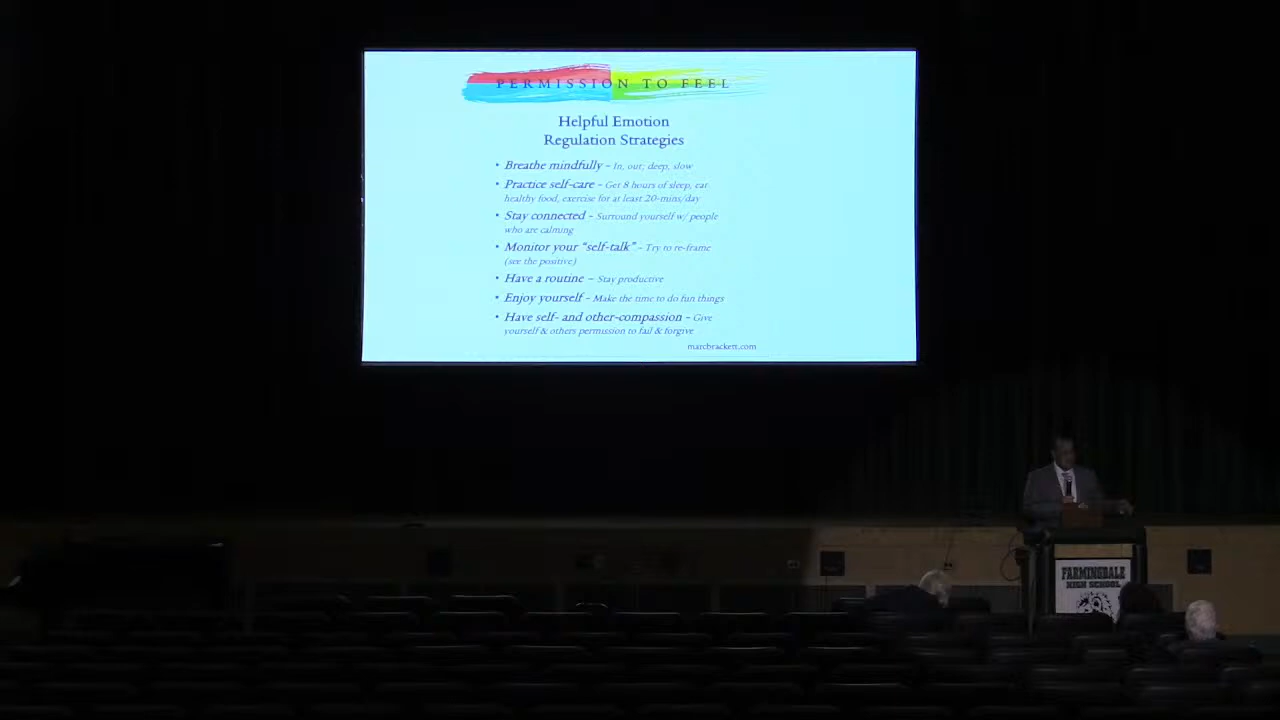 PERMISSION TO FEEL
Helpful Emotion
Regulation Strategies
• Breathe mindfully – In, out; deep, slow
• Practice self-care – Get 8 hours of sleep, eat
healthy food, exercise for at least 20-mins/day
• Stay connected – Surround yourself w/ people
who are calming
• Monitor your “self-talk” – Try to re-frame
(see the positive)
• Have a routine – Stay productive
• Enjoy yourself – Make the time to do fun things
• Have self- and other-compassion – Give
yourself & others permission to fail & forgive
marcbrackett.com
FARMINGDALE
HIGH SCHOOL